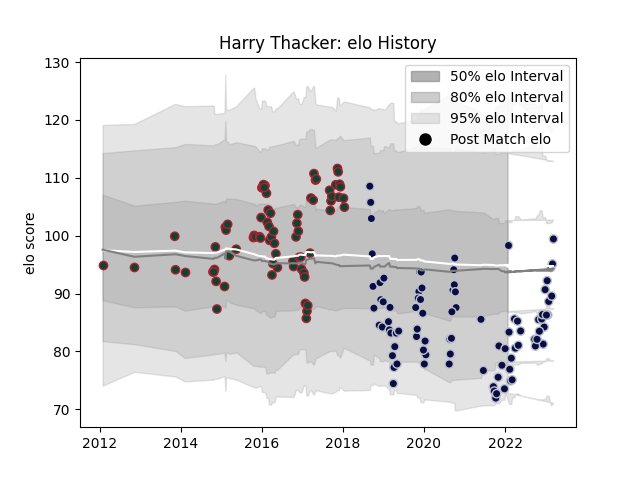 Harry Thacker: elo History
130
120
110
100
90
80
70
elo score
50% elo Interval
80% elo Interval
95% elo Interval
Post Match elo
2012
2014
2016
2018
2020
2022